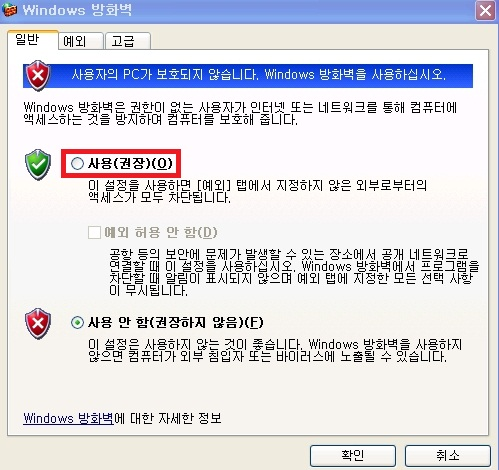 Windows 방화벽
일반 예외 고급
사용자의 PC가 보호되지 않습니다. Windows 방화벽을 사용하십시오.
Windows 방화벽은 권한이 없는 사용자가 인터넷 또는 네트워크를 통해 컴퓨터에
액세스하는 것을 방지하여 컴퓨터를 보호해 줍니다.
사용(권장)(O)
이 설정을 사용하면 [예외] 탭에서 지정하지 않은 외부로부터의
액세스가 모두 차단됩니다.
예외 허용 안 함(D)
공항 등의 보안에 문제가 발생할 수 있는 장소에서 공개 네트워크로
연결할 때 이 설정을 사용하십시오. Windows 방화벽에서 프로그램을
차단할 때 알림이 표시되지 않으며 예외 탭에 지정한 모든 선택 사항
이 무시됩니다.
사용 안 함(권장하지 않음)(F)
이 설정은 사용하지 않는 것이 좋습니다. Windows 방화벽을 사용하지
않으면 컴퓨터가 외부 침입자 또는 바이러스에 노출될 수 있습니다.
Windows 방화벽에 대한 자세한 정보
확인 취소